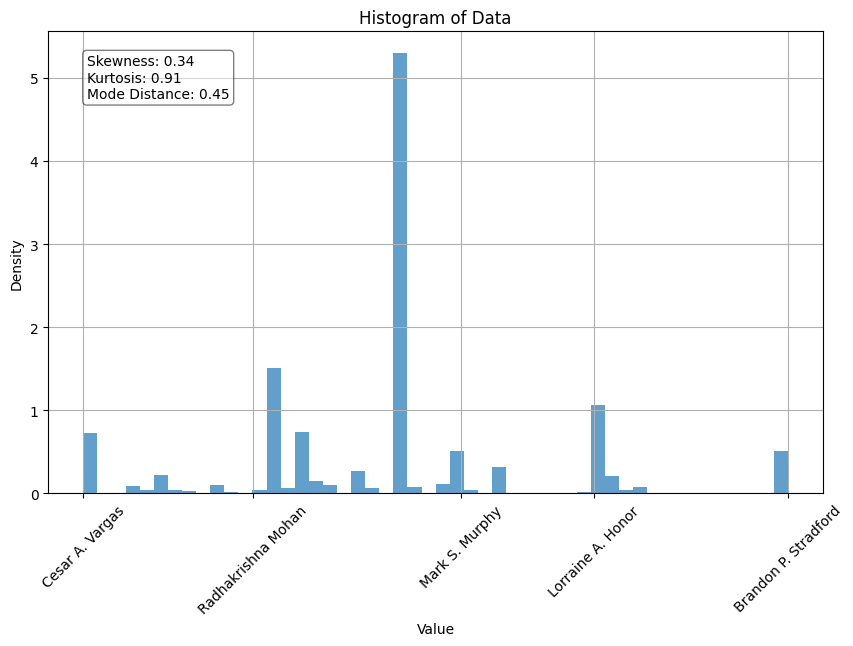 Histogram of Data
Skewness: 0.34
Kurtosis: 0.91
Mode Distance: 0.45
Density
5
4
3
2
1
0
Cesar A. Vargas
Radhakrishna Mohan
Mark S. Murphy
Lorraine A. Honor
Brandon P. Stradford
Value